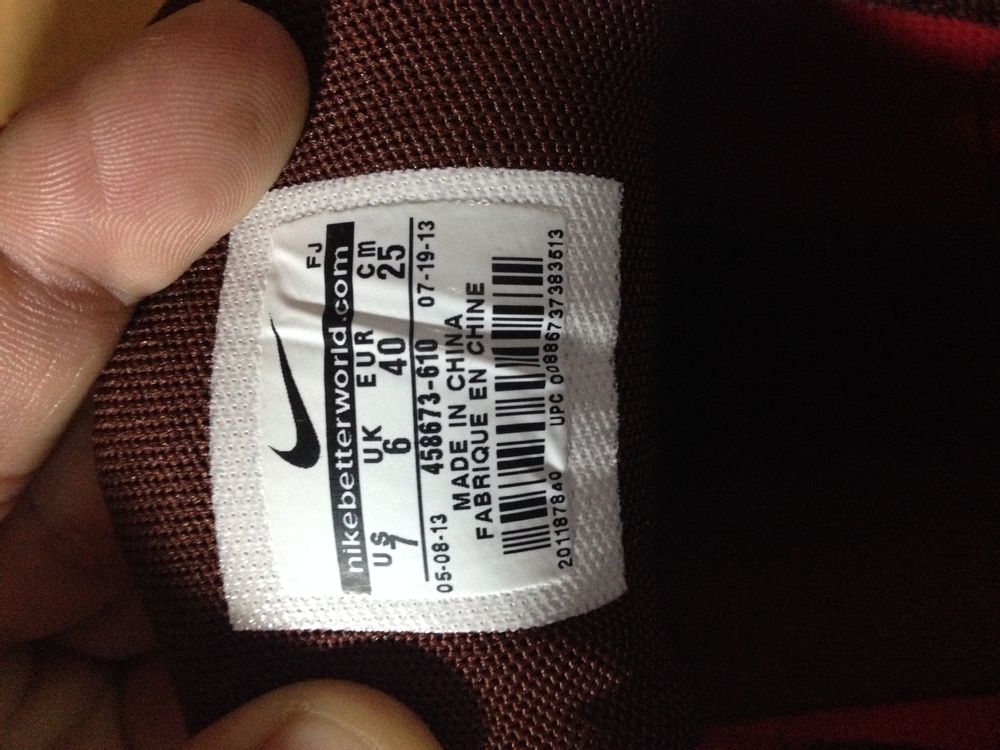 FJ
nikebetterworld.com
US UK EUR cm
7 6 40 25
05-08-13 458673-610 07-19-13
MADE IN CHINA
FABRIQUE EN CHINE
20118787840 UPC 00886737383513